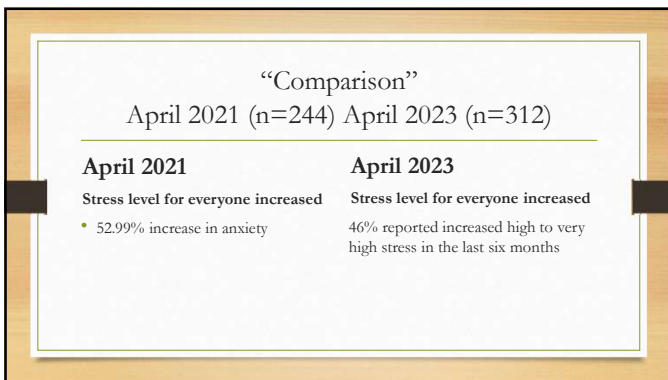 “Comparison”
April 2021 (n=244) April 2023 (n=312)
April 2021
Stress level for everyone increased
• 52.99% increase in anxiety
April 2023
Stress level for everyone increased
46% reported increased high to very
high stress in the last six months